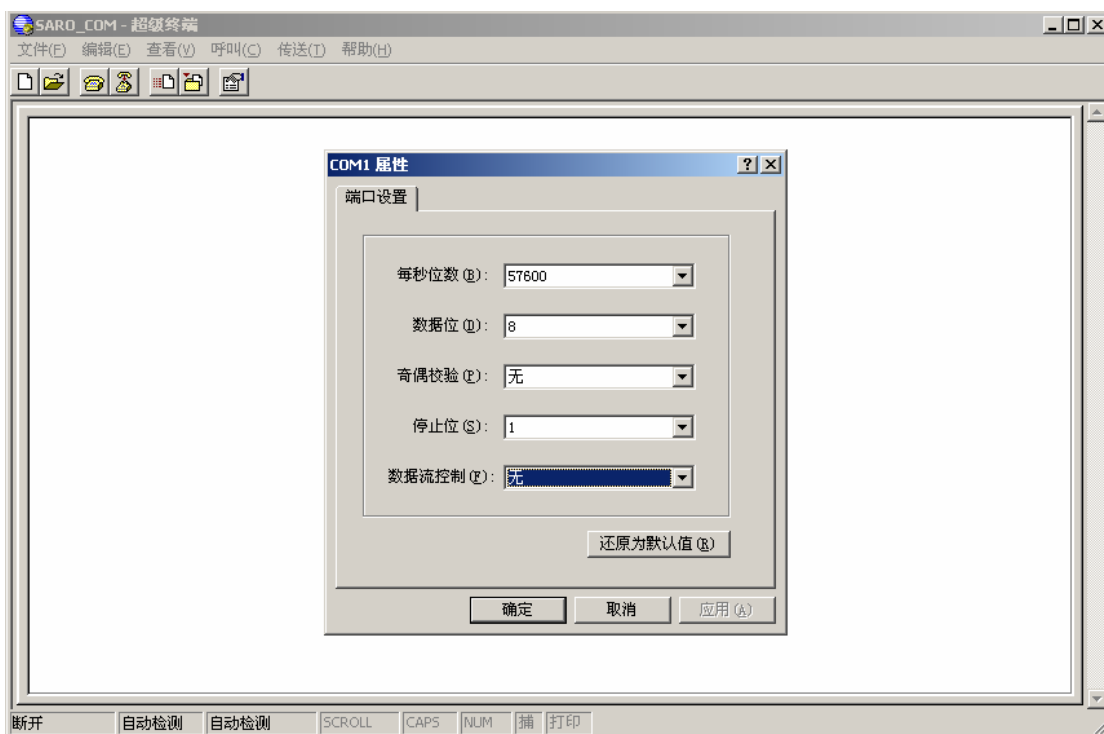 SARO_COM - 超级终端
文件(F) 编辑(E) 查看(V) 呼叫(C) 传送(T) 帮助(H)
COM1 属性
端口设置
每秒位数(B): 57600
数据位(D): 8
奇偶校验(P): 无
停止位(S): 1
数据流控制(F): 无
还原为默认值(R)
确定 取消 应用(A)
断开 自动检测 自动检测 SCROLL CAPS NUM 捕 打印